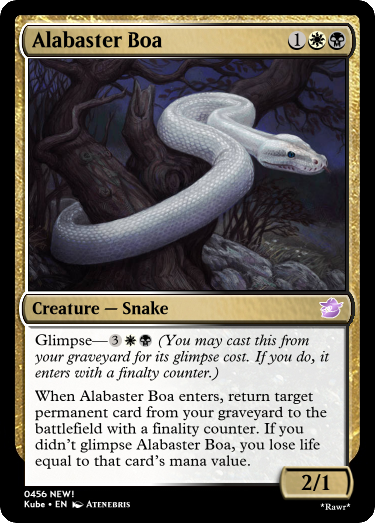 Alabaster Boa 1
Creature — Snake
Glimpse—3 (You may cast this from
your graveyard for its glimpse cost. If you do, it
enters with a finalty counter.)
When Alabaster Boa enters, return target
permanent card from your graveyard to the
battlefield with a finality counter. If you
didn't glimpse Alabaster Boa, you lose life
equal to that card's mana value.
2/1
0456 NEW!
Kube • EN ATENEBRIS
*Rawr*